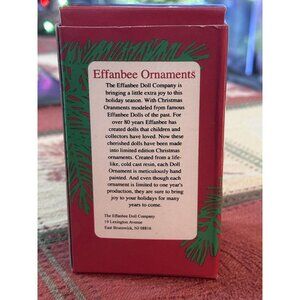 Effanbee Ornaments
The Effanbee Doll Company is
bringing a little extra joy to this
holiday season. With Christmas
Oranments modeled from famous
Effanbee Dolls of the past. For
over 80 years Effanbee has
created dolls that children and
collectors have loved. Now these
cherished dolls have been made
into limited edition Christmas
ornaments. Created from a life-
like, cold cast resin, each Doll
Ornament is meticulously hand
painted. And even though each
ornament is limited to one year's
production, they are sure to bring
joy to your holidays for many
years to come.
The Effanbee Doll Company
19 Lexington Avenue
East Brunswick, NJ 08816